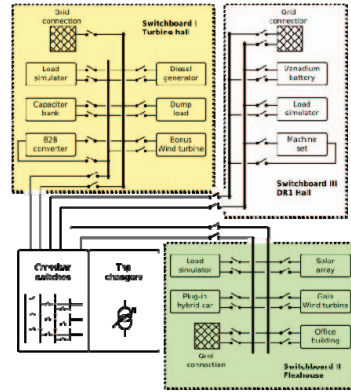 Grid
connection
Switchboard I
Turbine hall
Load
simulator
Diesel
generator
Capacitor
bank
Dump
load
B2B
converter
Bonus
Wind turbine
Grid
connection
Vanadium
battery
Load
simulator
Machine
set
Switchboard III
DR1 Hall
Crossbar
switches
Tap
changers
Load
simulator
Solar
array
Plug-in
hybrid car
Gaia
Wind turbine
Grid
connection
Office
building
Switchboard II
Flexhouse